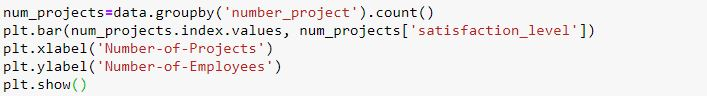 num_projects=data.groupby('number_project').count()
plt.bar(num_projects.index.values, num_projects['satisfaction_level'])
plt.xlabel('Number-of-Projects')
plt.ylabel('Number-of-Employees')
plt.show()